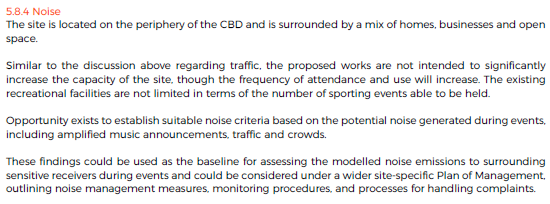 5.8.4 Noise
The site is located on the periphery of the CBD and is surrounded by a mix of homes, businesses and open
space.
Similar to the discussion above regarding traffic, the proposed works are not intended to significantly
increase the capacity of the site, though the frequency of attendance and use will increase. The existing
recreational facilities are not limited in terms of the number of sporting events able to be held.
Opportunity exists to establish suitable noise criteria based on the potential noise generated during events,
including amplified music announcements, traffic and crowds.
These findings could be used as the baseline for assessing the modelled noise emissions to surrounding
sensitive receivers during events and could be considered under a wider site-specific Plan of Management,
outlining noise management measures, monitoring procedures, and processes for handling complaints.